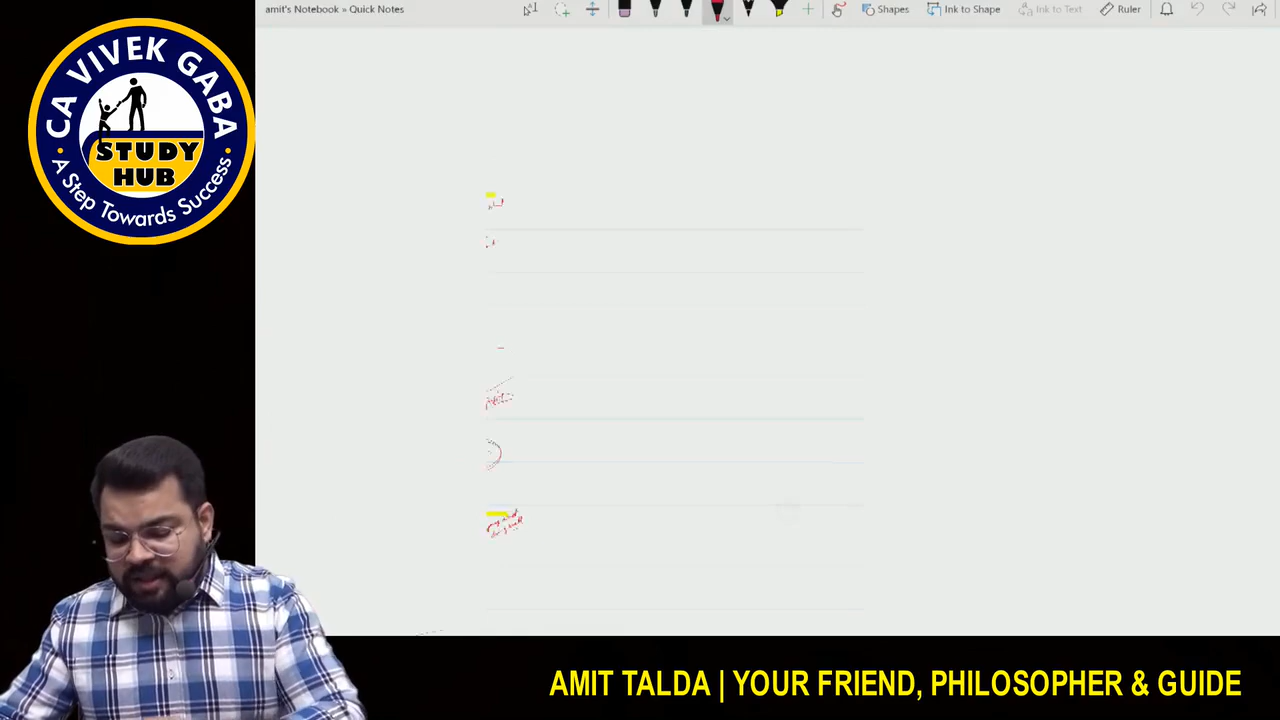 amit's Notebook » Quick Notes
Shapes
Ink to Shape
Ink to Text
Ruler
CA VIVEK GABA
STUDY
HUB
A Step Towards Success
AMIT TALDA | YOUR FRIEND, PHILOSOPHER & GUIDE